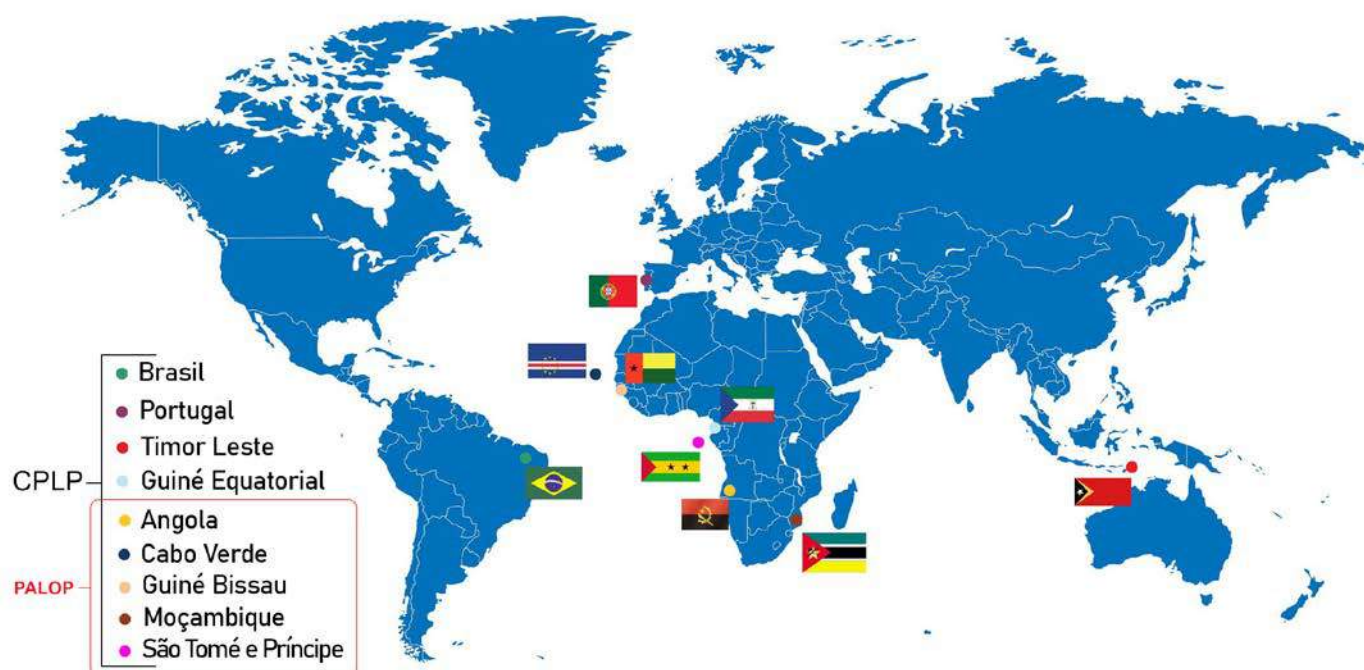 Brasil
Portugal
Timor Leste
CPLP
Guiné Equatorial
Angola
Cabo Verde
PALOP
Guiné Bissau
Moçambique
São Tomé e Príncipe